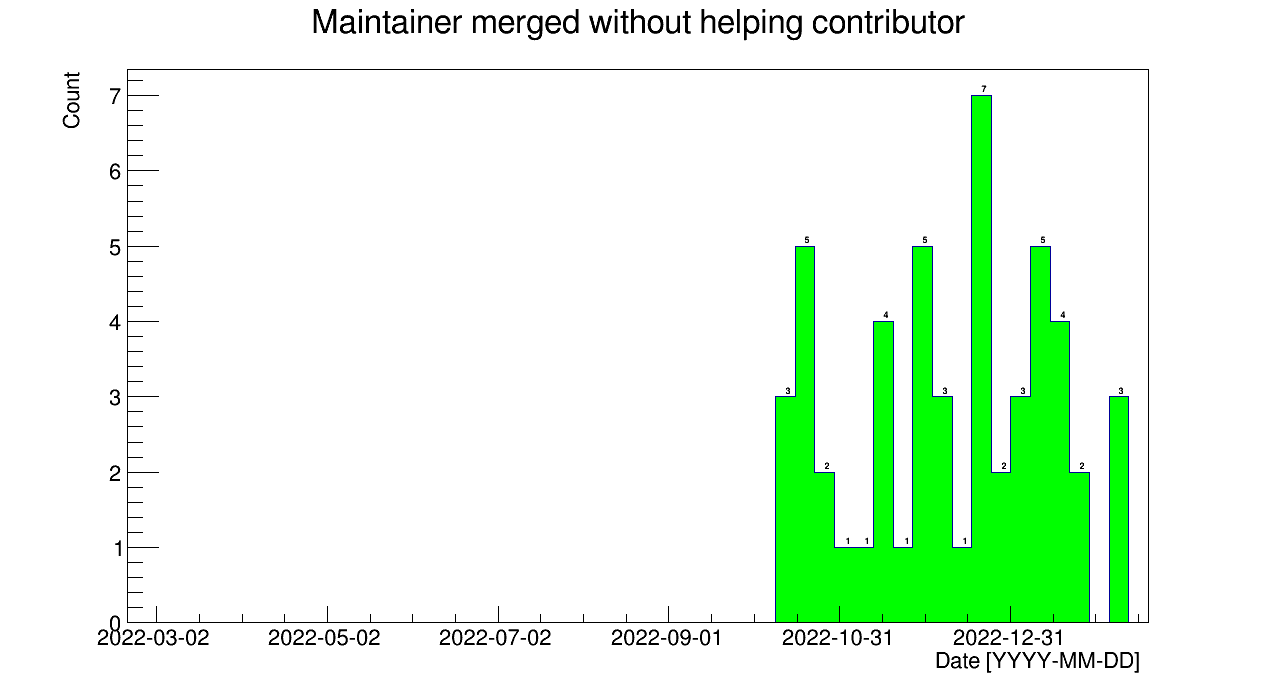 Maintainer merged without helping contributor
Count
7
6
5
4
3
2
1
0
3 5 2 1 1 4 1 5 3 1 7 2 3 5 4 2 3
2022-03-02 2022-05-02 2022-07-02 2022-09-01 2022-10-31 2022-12-31
Date [YYYY-MM-DD]